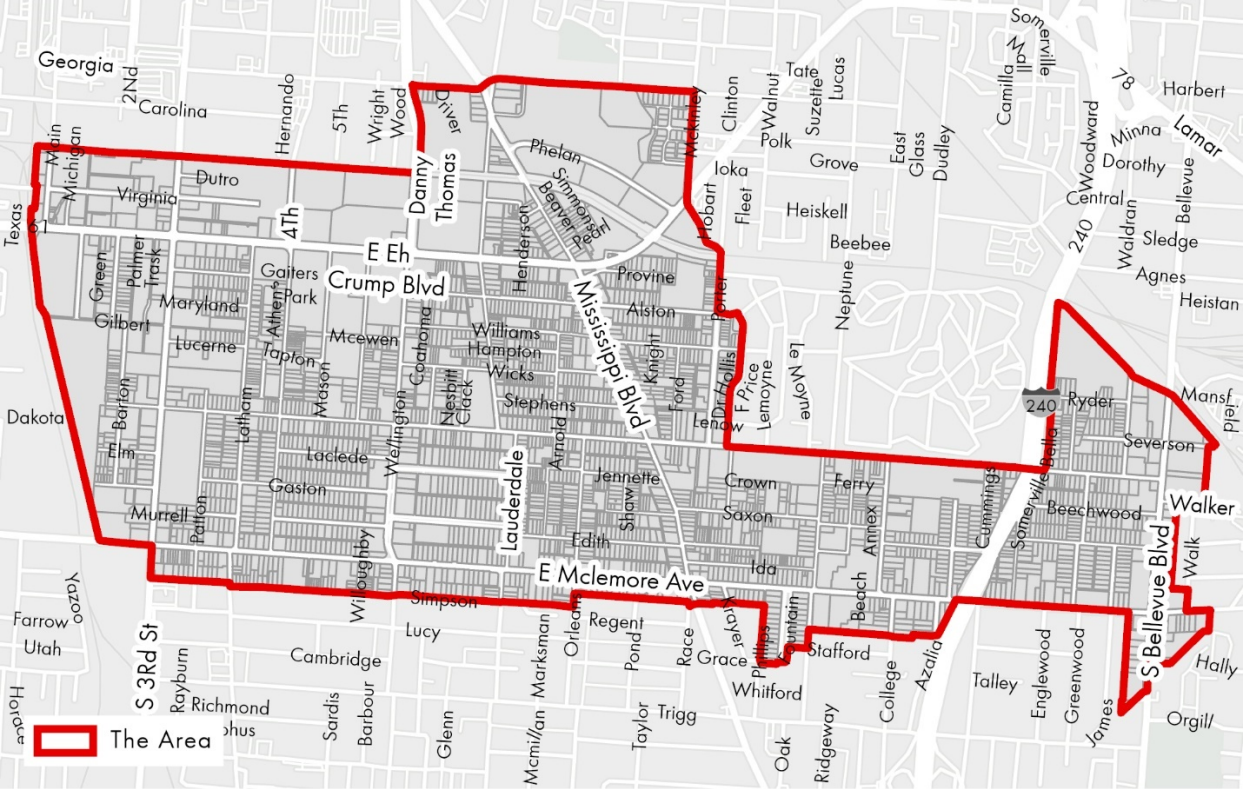 Georgia
2Nd
Carolina
Hernando
5Th
Wright
Wood
Driver
Mckinley
Clinton
Walnut
Tate
Suzette
Lucas
Somerville
Mall
Camilla
Somerville
78
Harbert
Lamar
Main
Michigan
Phelan
Polk
Grove
East
Glass
Dudley
Woodward
Minna
Dorothy
Texas
Virginia
Dutro
Danny
Thomas
Simmons
Beaver
Pearl
Ioka
Hobart
Fleet
Heiskell
Central
Waldran
Bellevue
61
4Th
E Eh
Crump Blvd
Henderson
Beebee
240
Sledge
Green
Palmer
Trask
Gaiters
Park
Provine
Porter
Neptune
Agnes
Heistan
Gilbert
Maryland
Athens
Alston
Lucerne
Tapton
Mcewen
Coahoma
Williams
Hampton
Wicks
Mississippi Blvd
Knight
Ford
Dr Hollis
F Price
Lemoyne
Le Moyne
Dakota
Barton
Latham
Mason
Nesbitt
Clack
Stephens
Lenow
240
Ryder
Mansfield
Elm
Laclede
Wellington
Lauderdale
Arnold
Jennette
Crown
Ferry
Cummings
Somerville
Bella
Severson
Gaston
Shaw
Saxon
Annex
Beechwood
Walker
Murrell
Patton
Edith
Ida
Walk
Yazoo
Willoughby
E Mclemore Ave
Beach
S Bellevue Blvd
Simpson
Orleans
Krayer
Phillips
Fountain
Farrow
Utah
S 3Rd St
Lucy
Regent
Race
Grace
Stafford
Azalia
Hally
Cambridge
Marksman
Pond
Whitford
College
Talley
Englewood
Greenwood
James
Orgill
Horace
Rayburn
Richmond
phus
Sardis
Barbour
Glenn
Mcmillan
Taylor
Trigg
Oak
Ridgeway
The Area